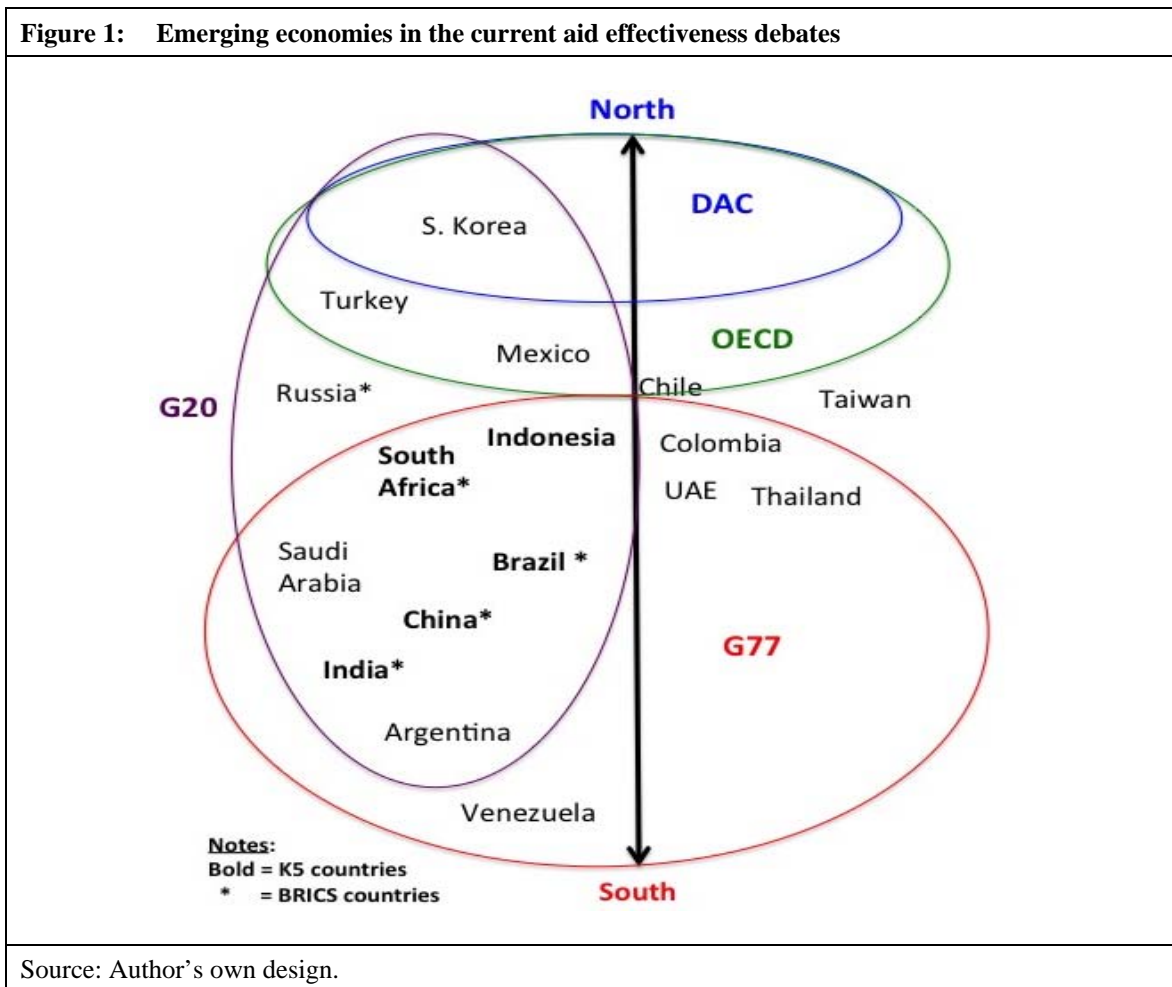 Figure 1: Emerging economies in the current aid effectiveness debates
North
DAC
S. Korea
Turkey
OECD
Mexico
Chile
Russia*
Taiwan
G20
Indonesia
Colombia
South
Africa*
UAE
Thailand
Saudi
Arabia
Brazil *
China*
G77
India*
Argentina
Venezuela
Notes:
Bold = K5 countries
* = BRICS countries
South
Source: Author's own design.